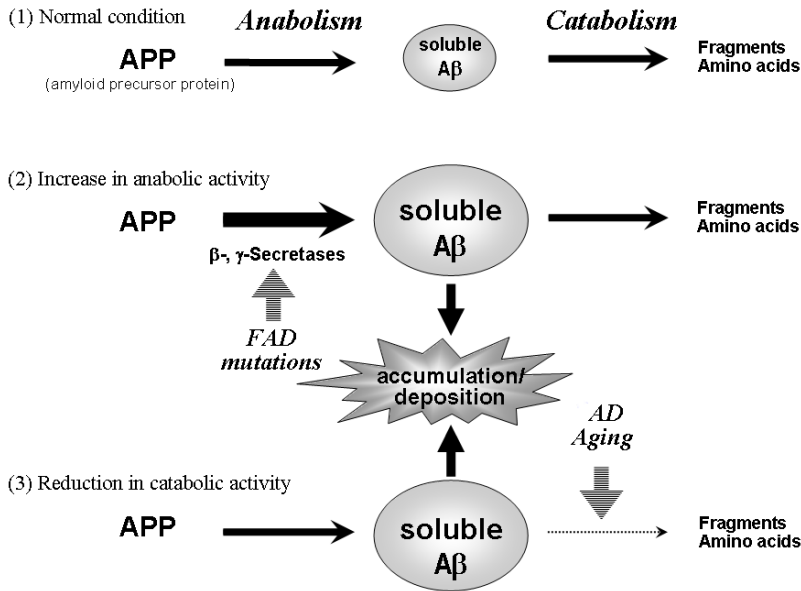 (1) Normal condition
Anabolism
Catabolism
APP
(amyloid precursor protein)
soluble
Aβ
Fragments
Amino acids
(2) Increase in anabolic activity
APP
β-, γ-Secretases
soluble
Aβ
Fragments
Amino acids
FAD
mutations
accumulation/
deposition
AD
Aging
(3) Reduction in catabolic activity
APP
soluble
Aβ
Fragments
Amino acids